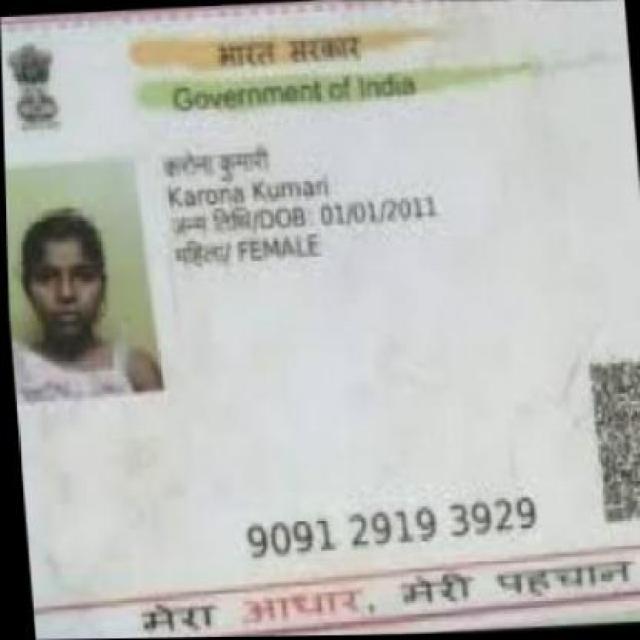 भारत सरकार
Government of India
करोना कुमारी
Karona Kumari
जन्म तिथि/DOB: 01/01/2011
महिला/ FEMALE
9091 2919 3929
मेरा आधार, मेरी पहचान